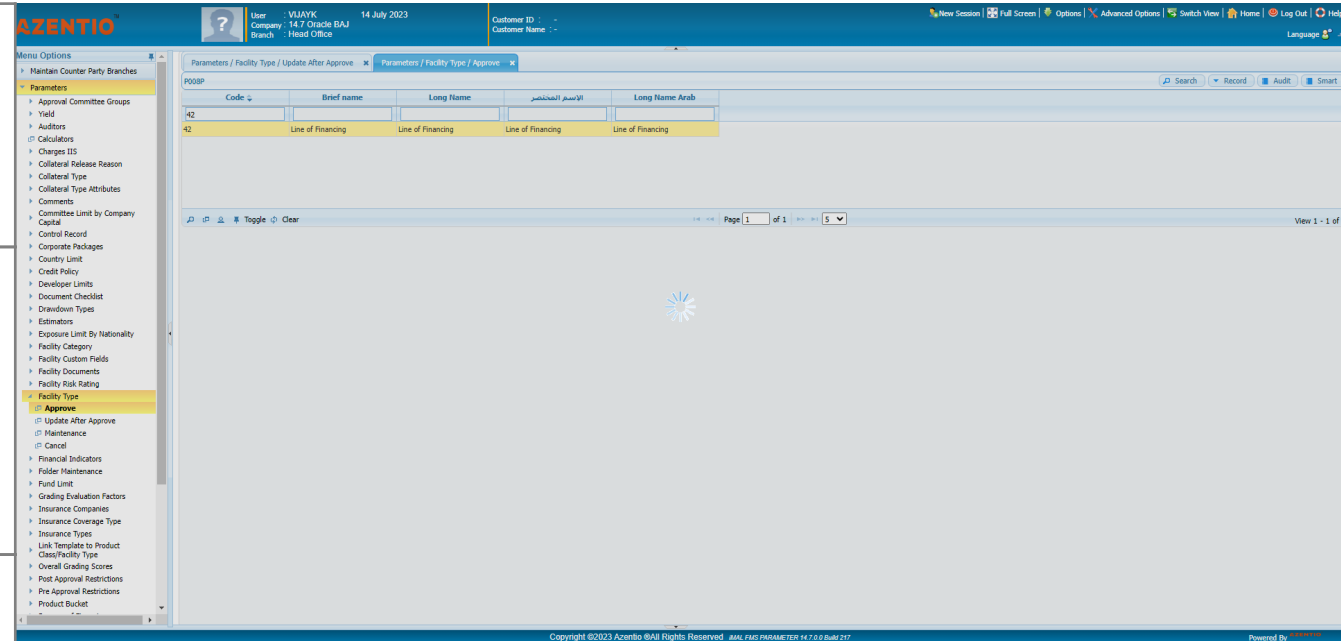 AZENTIO
?
User : VIJAYK 14 July 2023
Company : 14.7 Oracle BAJ
Branch : Head Office
Customer ID : -
Customer Name : -
New Session | Full Screen | Options | Advanced Options | Switch View | Home | Log Out | Help
Language
Menu Options
Maintain Counter Party Branches
Parameters
Approval Committee Groups
Yield
Auditors
Calculators
Charges IIS
Collateral Release Reason
Collateral Type
Collateral Type Attributes
Comments
Committee Limit by Company
Capital
Control Record
Corporate Packages
Country Limit
Credit Policy
Developer Limits
Document Checklist
Drawdown Types
Estimators
Exposure Limit By Nationality
Facility Category
Facility Custom Fields
Facility Documents
Facility Risk Rating
Facility Type
Approve
Update After Approve
Maintenance
Cancel
Financial Indicators
Folder Maintenance
Fund Limit
Grading Evaluation Factors
Insurance Companies
Insurance Coverage Type
Insurance Types
Link Template to Product
Class/Facility Type
Overall Grading Scores
Post Approval Restrictions
Pre Approval Restrictions
Product Bucket
Parameters / Facility Type / Update After Approve x Parameters / Facility Type / Approve x
P008P
Search Record Audit Smart
Code Brief name Long Name الإسم المختصر Long Name Arab
42
42 Line of Financing Line of Financing Line of Financing Line of Financing
Toggle Clear
Page 1 of 1 5
View 1 - 1 of
Copyright ©2023 Azentio ®All Rights Reserved iMAL FMS PARAMETER 14.7.0.0 Build 217
Powered By AZENTIO